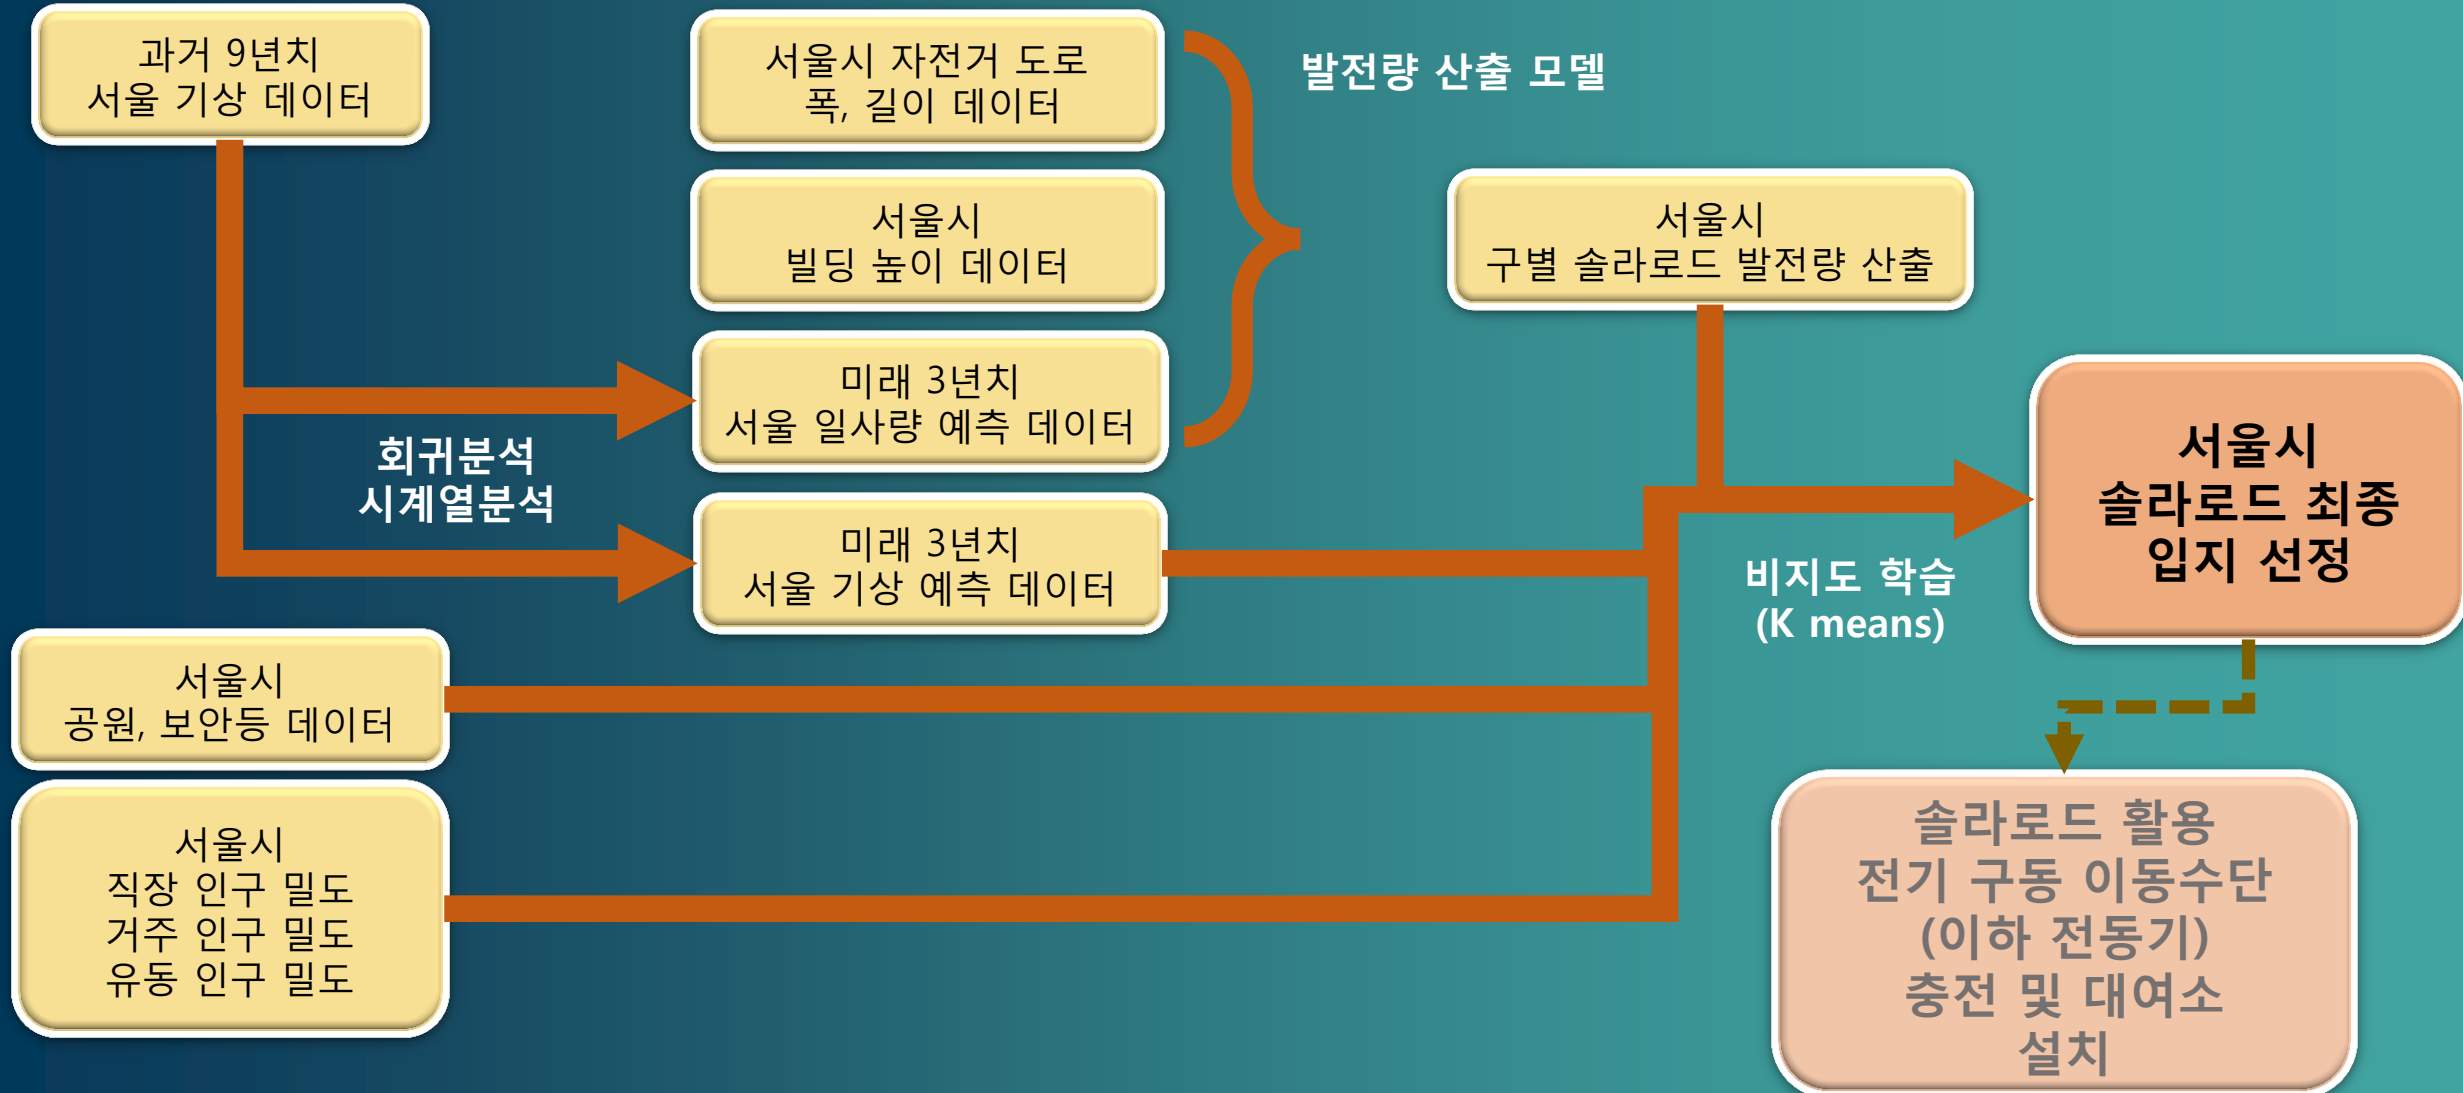 과거 9년치
서울 기상 데이터
서울시 자전거 도로
폭, 길이 데이터
발전량 산출 모델
서울시
빌딩 높이 데이터
서울시
구별 솔라로드 발전량 산출
미래 3년치
서울 일사량 예측 데이터
회귀분석
시계열분석
미래 3년치
서울 기상 예측 데이터
서울시
솔라로드 최종
입지 선정
비지도 학습
(K means)
서울시
공원, 보안등 데이터
서울시
직장 인구 밀도
거주 인구 밀도
유동 인구 밀도
솔라로드 활용
전기 구동 이동수단
(이하 전동기)
충전 및 대여소
설치